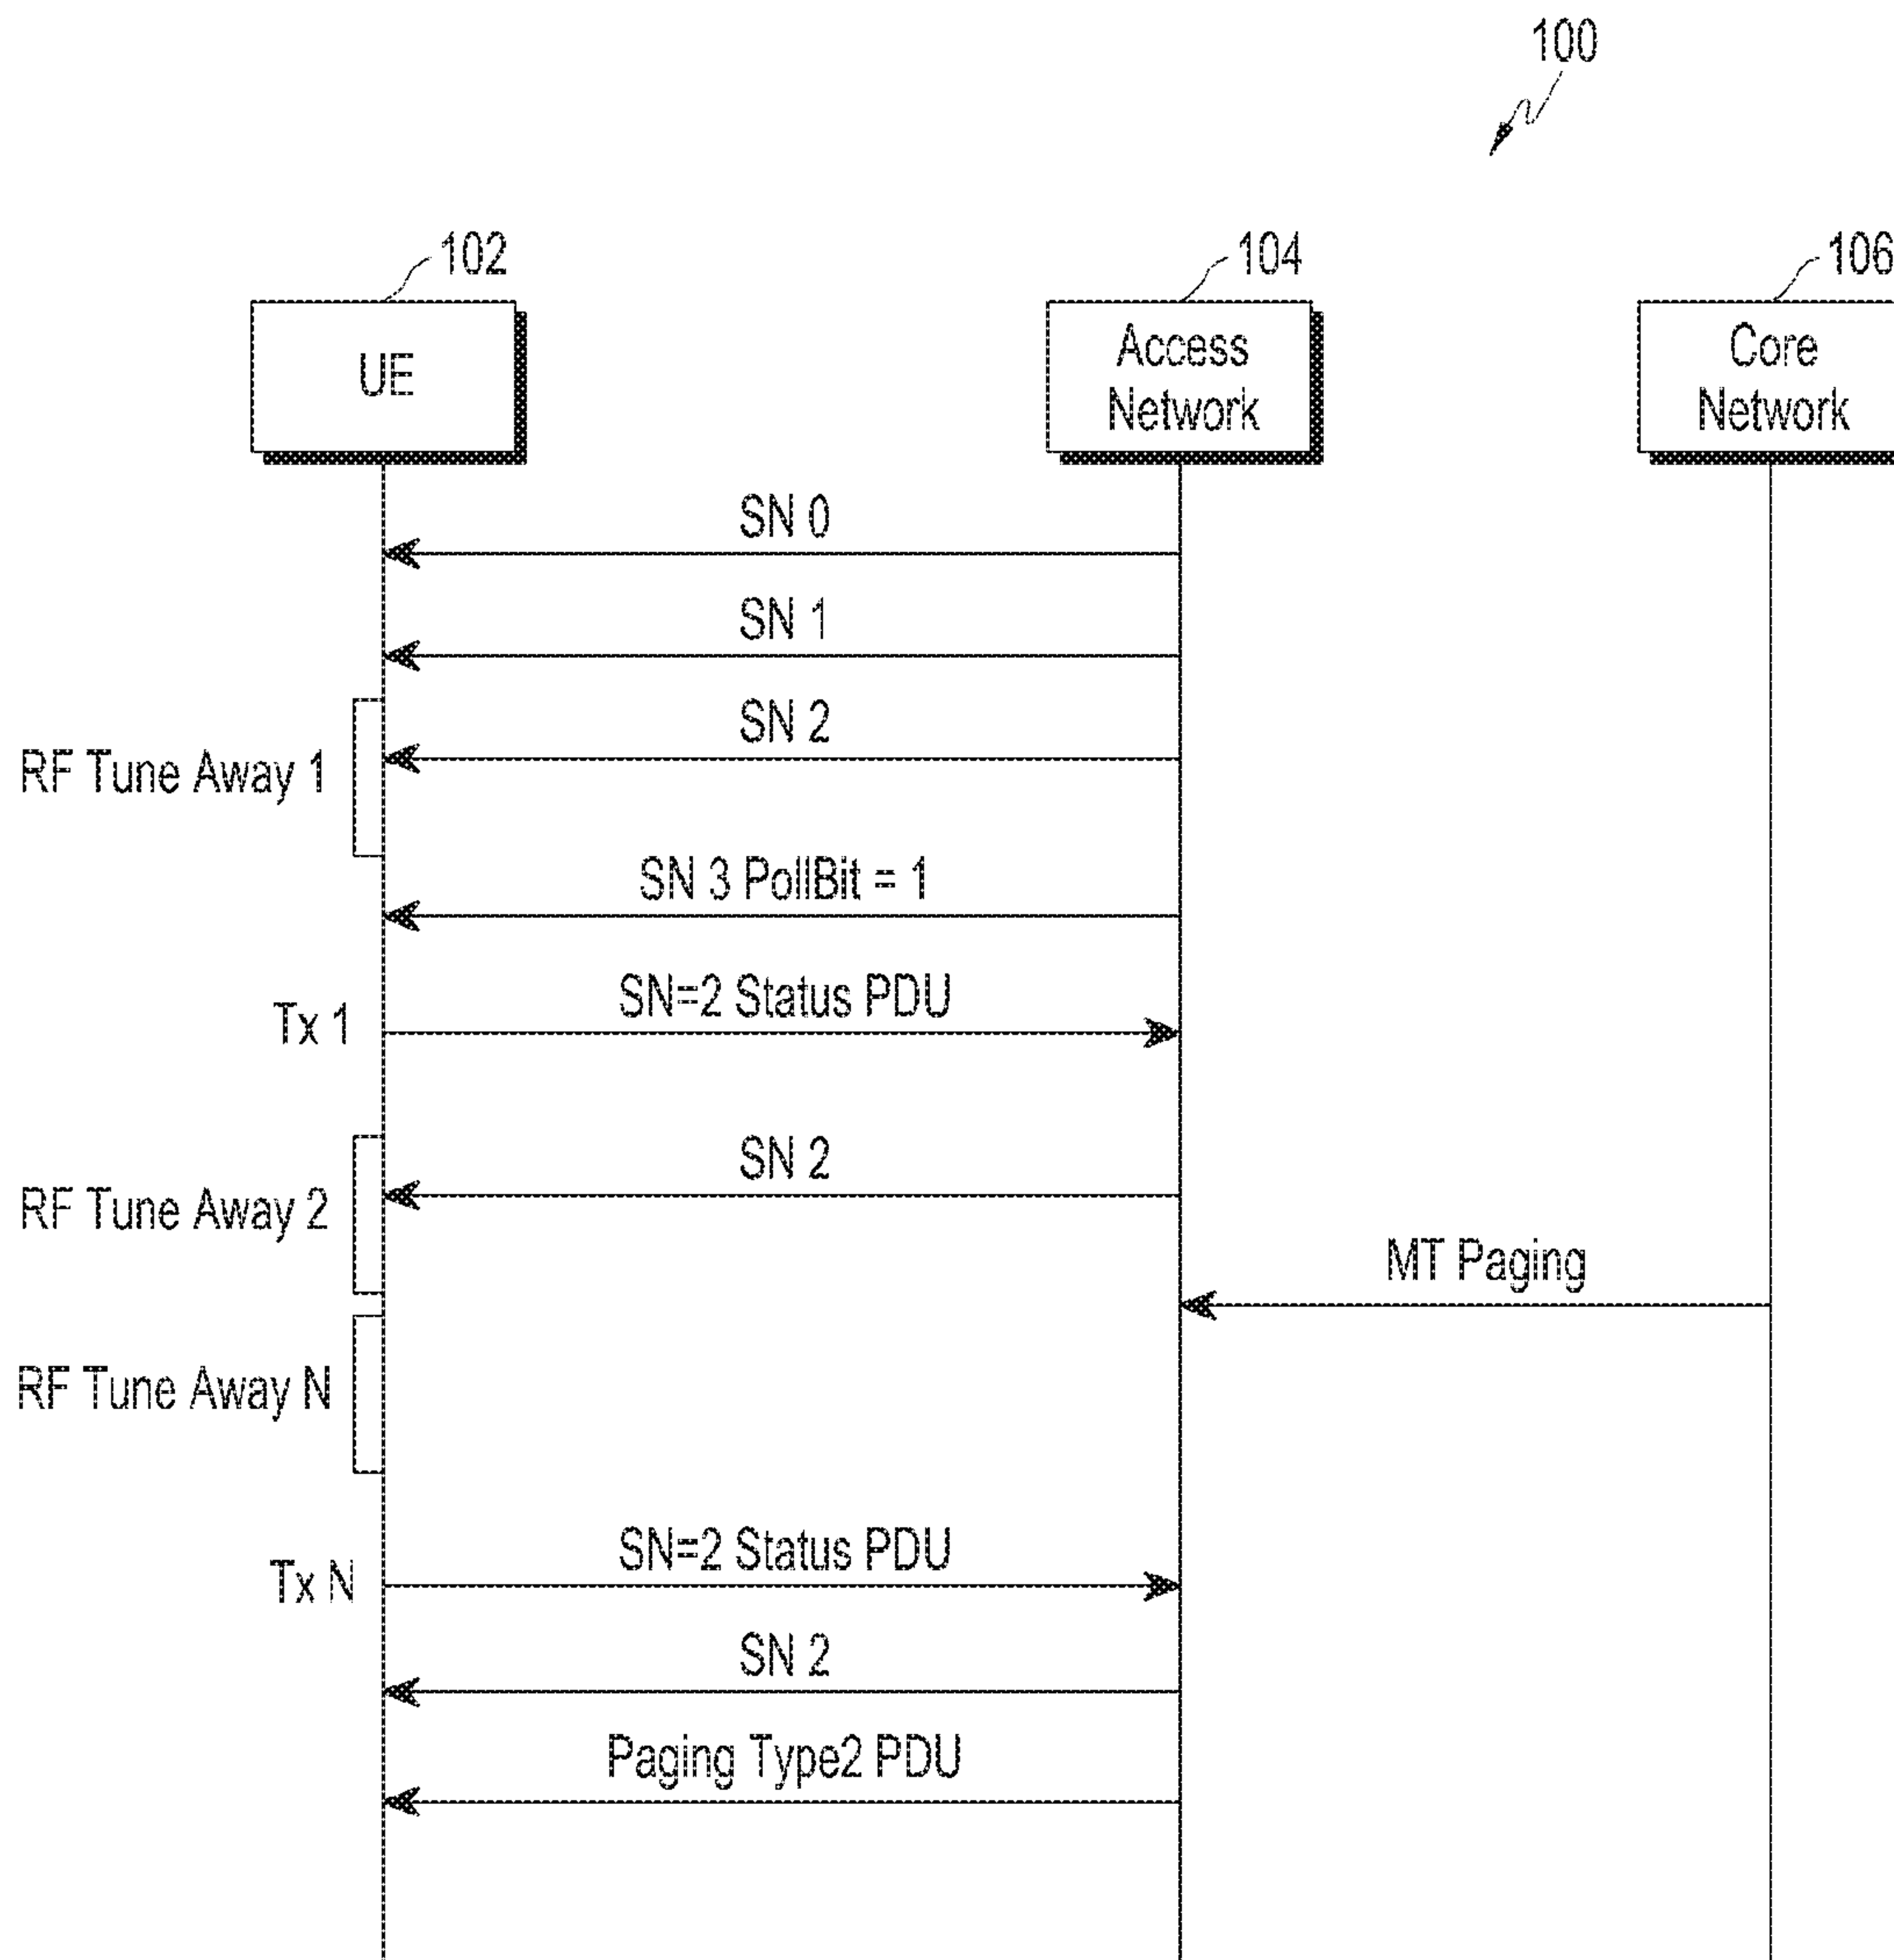 100
102
104
106
UE
Access
Network
Core
Network
SN 0
SN 1
SN 2
RF Tune Away 1
SN 3 PollBit = 1
SN=2 Status PDU
Tx 1
SN 2
RF Tune Away 2
MT Paging
RF Tune Away N
SN=2 Status PDU
Tx N
SN 2
Paging Type2 PDU